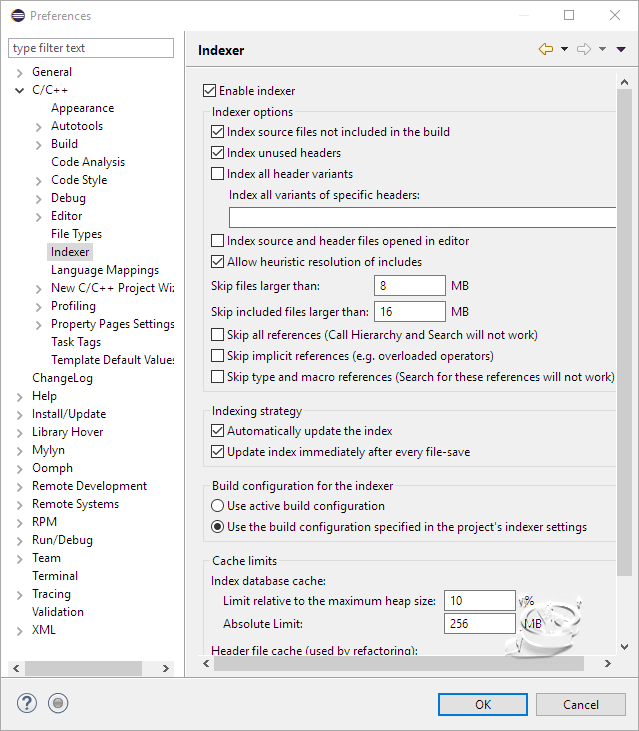 Preferences
type filter text
General
C/C++
Appearance
Autotools
Build
Code Analysis
Code Style
Debug
Editor
File Types
Indexer
Language Mappings
New C/C++ Project Wiz
Profiling
Property Pages Settings
Task Tags
Template Default Values
ChangeLog
Help
Install/Update
Library Hover
Mylyn
Oomph
Remote Development
Remote Systems
RPM
Run/Debug
Team
Terminal
Tracing
Validation
XML
Indexer
Enable indexer
Indexer options
Index source files not included in the build
Index unused headers
Index all header variants
Index all variants of specific headers:
Index source and header files opened in editor
Allow heuristic resolution of includes
Skip files larger than: 8 MB
Skip included files larger than: 16 MB
Skip all references (Call Hierarchy and Search will not work)
Skip implicit references (e.g. overloaded operators)
Skip type and macro references (Search for these references will not work)
Indexing strategy
Automatically update the index
Update index immediately after every file-save
Build configuration for the indexer
Use active build configuration
Use the build configuration specified in the project's indexer settings
Cache limits
Index database cache:
Limit relative to the maximum heap size: 10 %
Absolute Limit: 256 MB
Header file cache (used by refactoring):
OK Cancel